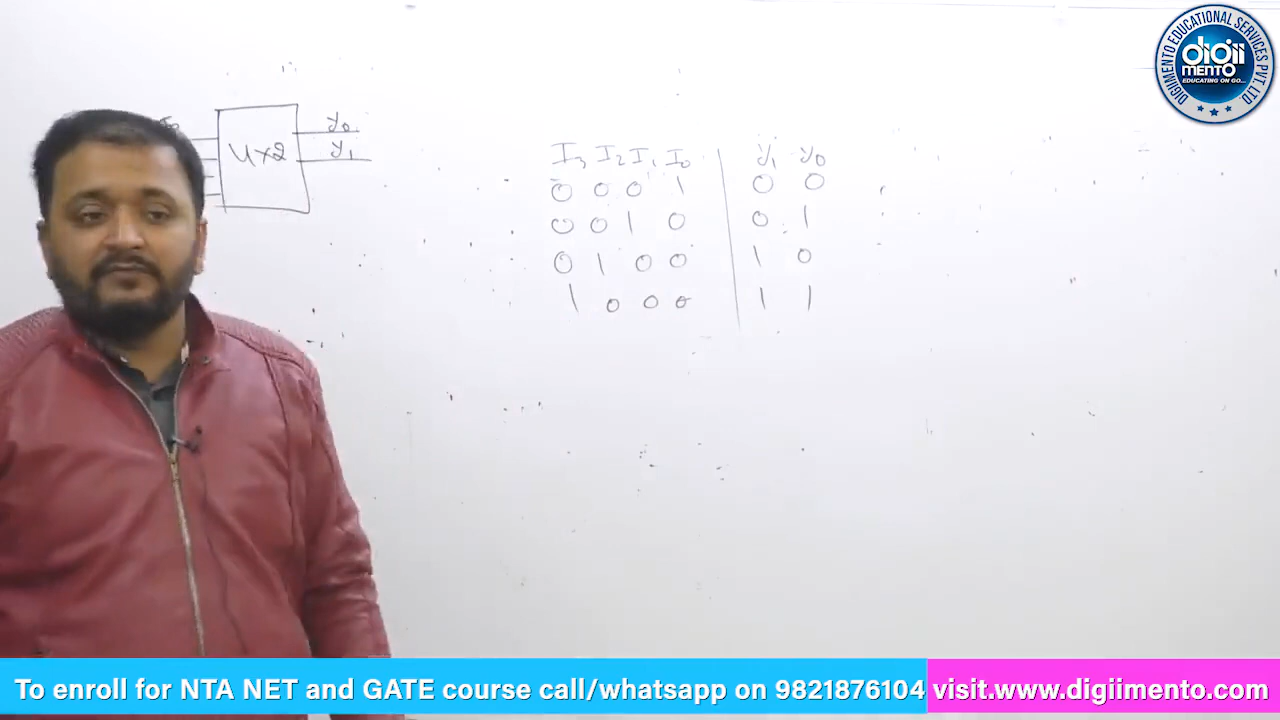 DIGIIMENTO EDUCATIONAL SERVICES PVT. LTD
digii
MENTO
EDUCATING ON GO...
4x2
y₀
y₁
I₃ I₂ I₁ I₀ y₁ y₀
0 0 0 1 0 0
0 0 1 0 0 1
0 1 0 0 1 0
1 0 0 0 1 1
To enroll for NTA NET and GATE course call/whatsapp on 9821876104 visit.www.digiimento.com